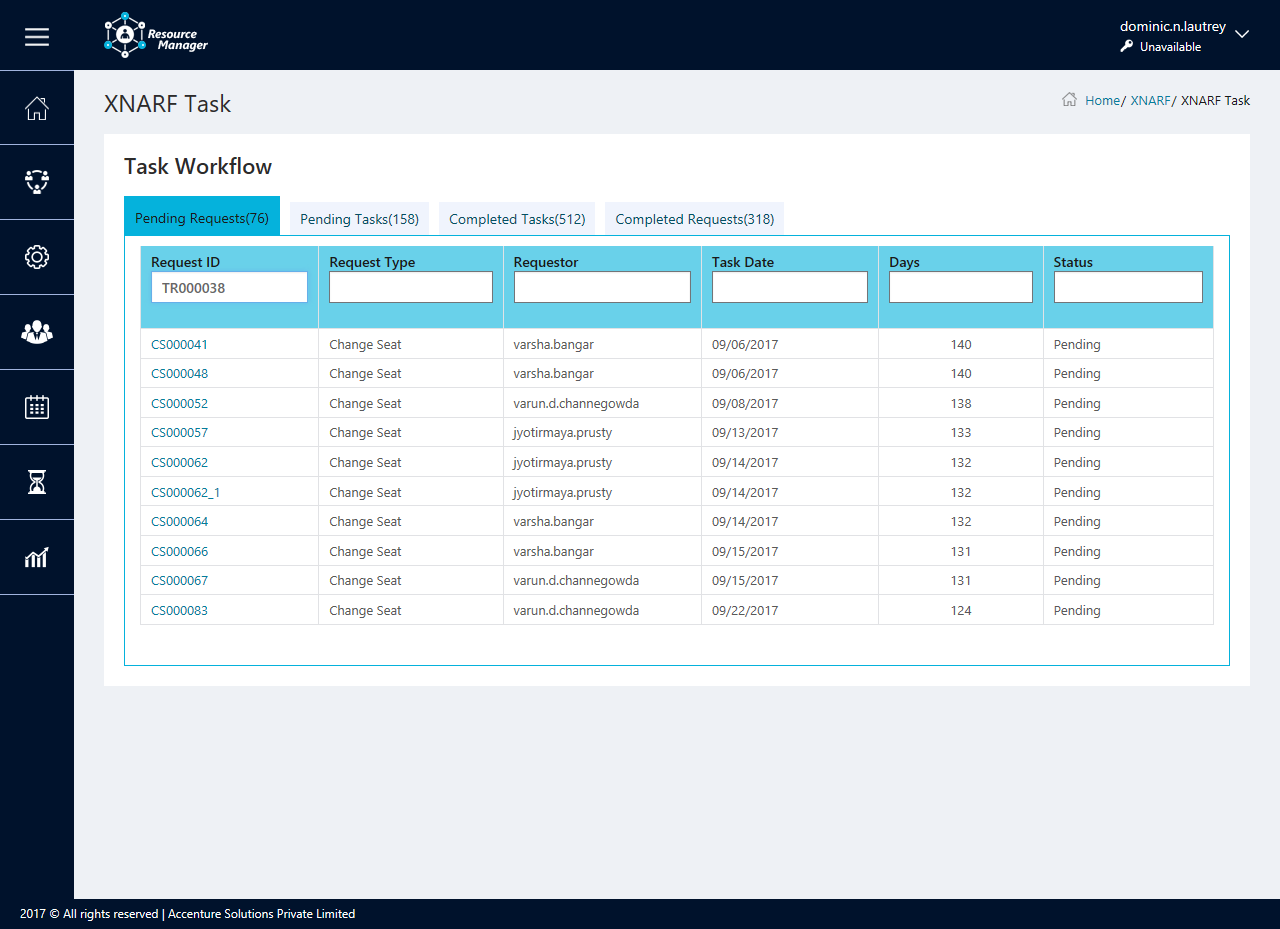 Resource Manager
dominic.n.lautrey
Unavailable
XNARF Task
Home/ XNARF/ XNARF Task
Task Workflow
Pending Requests(76) Pending Tasks(158) Completed Tasks(512) Completed Requests(318)
Request ID Request Type Requestor Task Date Days Status
TR000038
CS000041 Change Seat varsha.bangar 09/06/2017 140 Pending
CS000048 Change Seat varsha.bangar 09/06/2017 140 Pending
CS000052 Change Seat varun.d.channegowda 09/08/2017 138 Pending
CS000057 Change Seat jyotirmaya.prusty 09/13/2017 133 Pending
CS000062 Change Seat jyotirmaya.prusty 09/14/2017 132 Pending
CS000062_1 Change Seat jyotirmaya.prusty 09/14/2017 132 Pending
CS000064 Change Seat varsha.bangar 09/14/2017 132 Pending
CS000066 Change Seat varsha.bangar 09/15/2017 131 Pending
CS000067 Change Seat varun.d.channegowda 09/15/2017 131 Pending
CS000083 Change Seat varun.d.channegowda 09/22/2017 124 Pending
2017 © All rights reserved | Accenture Solutions Private Limited